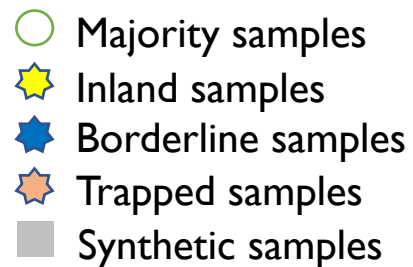 Majority samples
Inland samples
Borderline samples
Trapped samples
Synthetic samples